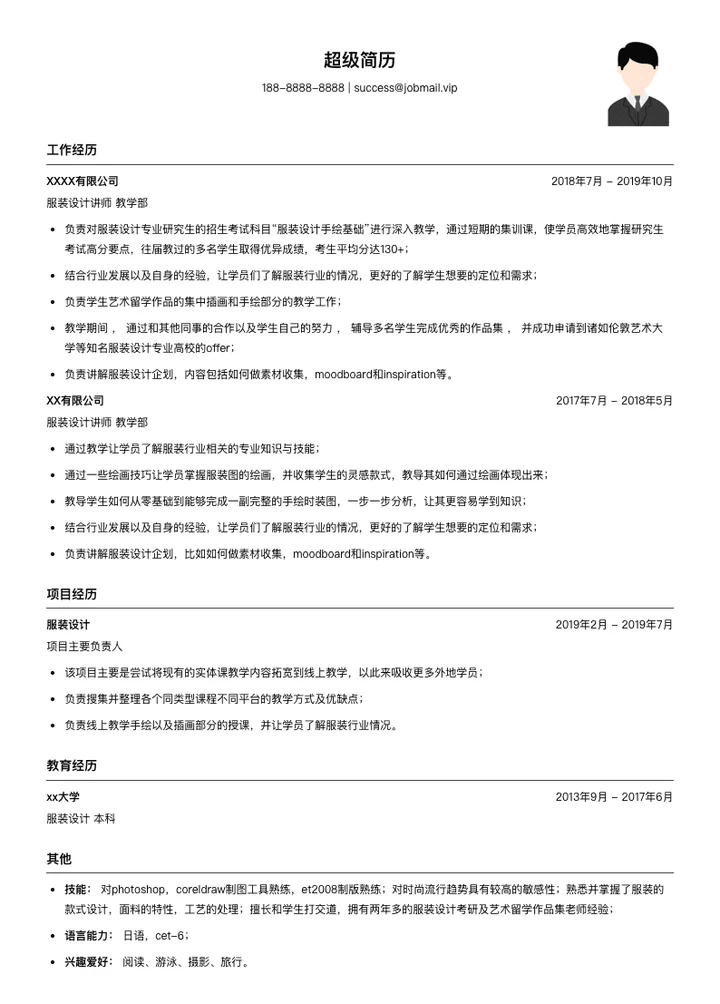 超级简历
188-8888-8888 | success@jobmail.vip
工作经历
XXXX有限公司 2018年7月 – 2019年10月
服装设计讲师 教学部
• 负责对服装设计专业研究生的招生考试科目“服装设计手绘基础”进行深入教学，通过短期的集训课，使学员高效地掌握研究生
考试高分要点，往届教过的多名学生取得优异成绩，考生平均分达130+；
• 结合行业发展以及自身的经验，让学员们了解服装行业的情况，更好的了解学生想要的定位和需求；
• 负责学生艺术留学作品的集中插画和手绘部分的教学工作；
• 教学期间 ， 通过和其他同事的合作以及学生自己的努力 ， 辅导多名学生完成优秀的作品集 ， 并成功申请到诸如伦敦艺术大
学等知名服装设计专业高校的offer；
• 负责讲解服装设计企划，内容包括如何做素材收集，moodboard和inspiration等。
XX有限公司 2017年7月 – 2018年5月
服装设计讲师 教学部
• 通过教学让学员了解服装行业相关的专业知识与技能；
• 通过一些绘画技巧让学员掌握服装图的绘画，并收集学生的灵感款式，教导其如何通过绘画体现出来；
• 教导学生如何从零基础到能够完成一副完整的手绘时装图，一步一步分析，让其更容易学到知识；
• 结合行业发展以及自身的经验，让学员们了解服装行业的情况，更好的了解学生想要的定位和需求；
• 负责讲解服装设计企划，比如如何做素材收集，moodboard和inspiration等。
项目经历
服装设计 2019年2月 – 2019年7月
项目主要负责人
• 该项目主要是尝试将现有的实体课教学内容拓宽到线上教学，以此来吸收更多外地学员；
• 负责搜集并整理各个同类型课程不同平台的教学方式及优缺点；
• 负责线上教学手绘以及插画部分的授课，并让学员了解服装行业情况。
教育经历
xx大学 2013年9月 – 2017年6月
服装设计 本科
其他
• 技能： 对photoshop，coreldraw制图工具熟练，et2008制版熟练；对时尚流行趋势具有较高的敏感性；熟悉并掌握了服装的
款式设计，面料的特性，工艺的处理；擅长和学生打交道，拥有两年多的服装设计考研及艺术留学作品集老师经验；
• 语言能力： 日语，cet-6；
• 兴趣爱好： 阅读、游泳、摄影、旅行。